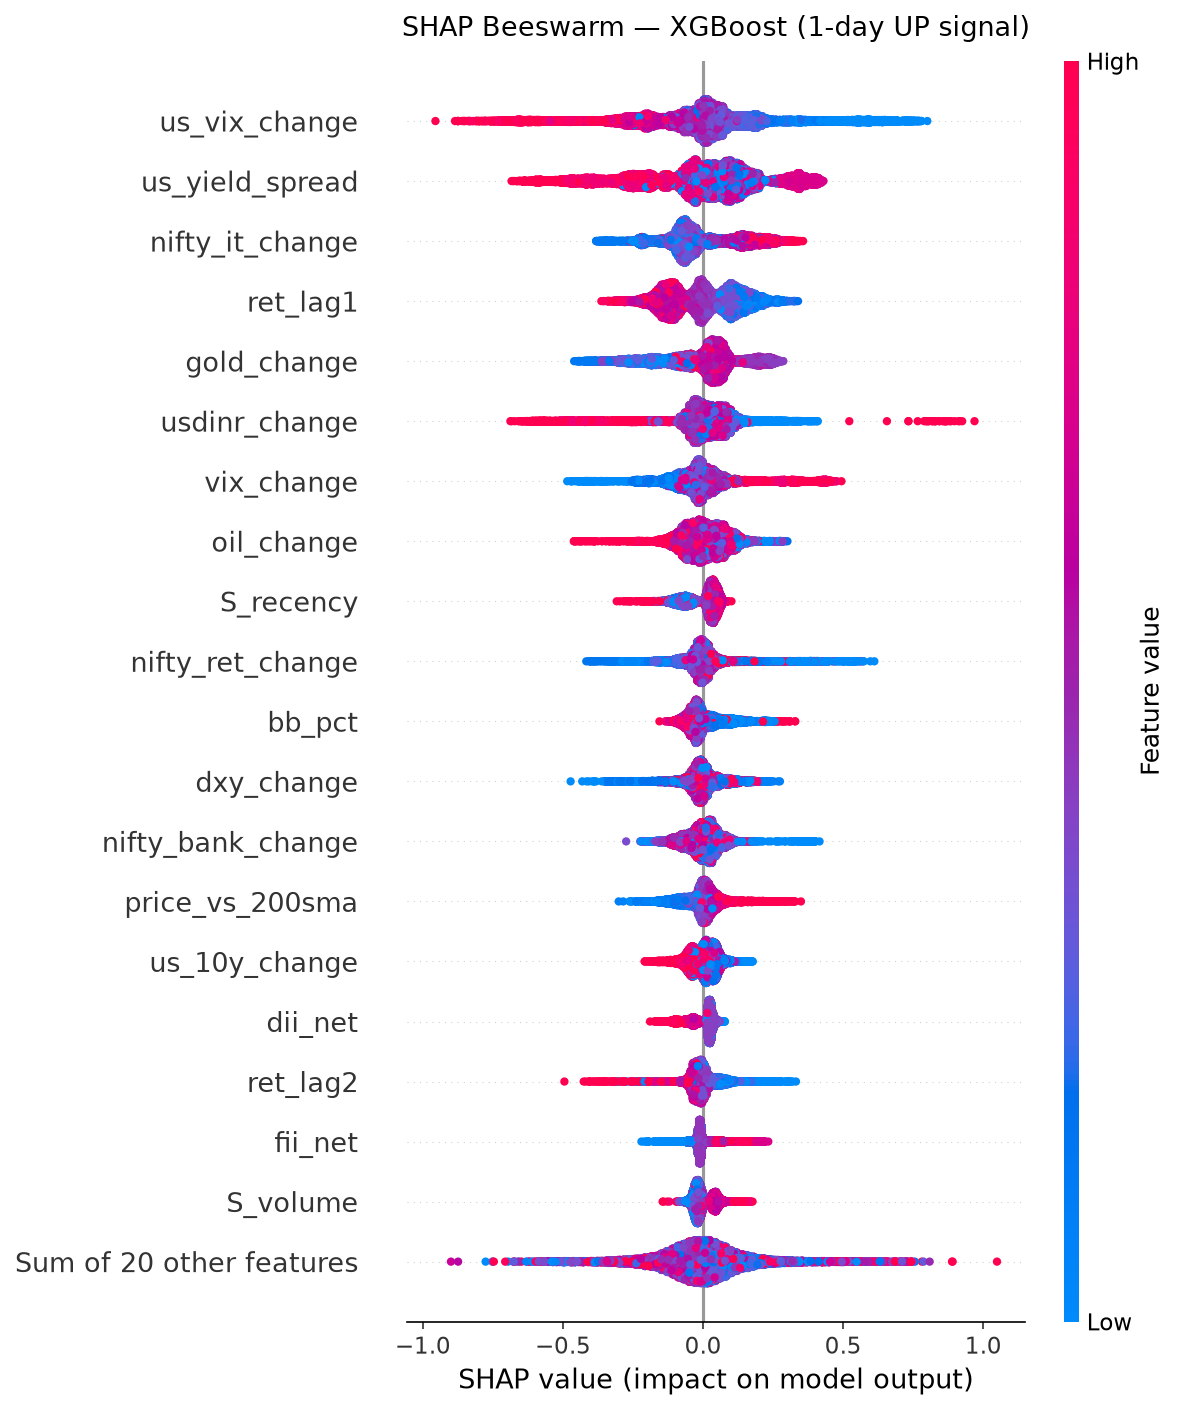 SHAP Beeswarm — XGBoost (1-day UP signal)
High
us_vix_change
us_yield_spread
nifty_it_change
ret_lag1
gold_change
usdinr_change
vix_change
oil_change
S_recency
nifty_ret_change
bb_pct
dxy_change
nifty_bank_change
price_vs_200sma
us_10y_change
dii_net
ret_lag2
fii_net
S_volume
Sum of 20 other features
Feature value
Low
−1.0 −0.5 0.0 0.5 1.0
SHAP value (impact on model output)